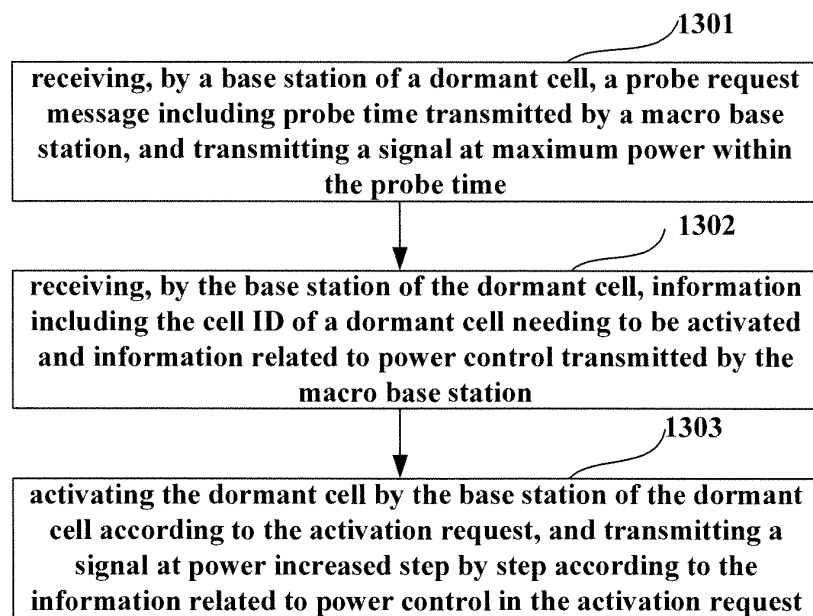 1301
receiving, by a base station of a dormant cell, a probe request
message including probe time transmitted by a macro base
station, and transmitting a signal at maximum power within
the probe time
1302
receiving, by the base station of the dormant cell, information
including the cell ID of a dormant cell needing to be activated
and information related to power control transmitted by the
macro base station
1303
activating the dormant cell by the base station of the dormant
cell according to the activation request, and transmitting a
signal at power increased step by step according to the
information related to power control in the activation request